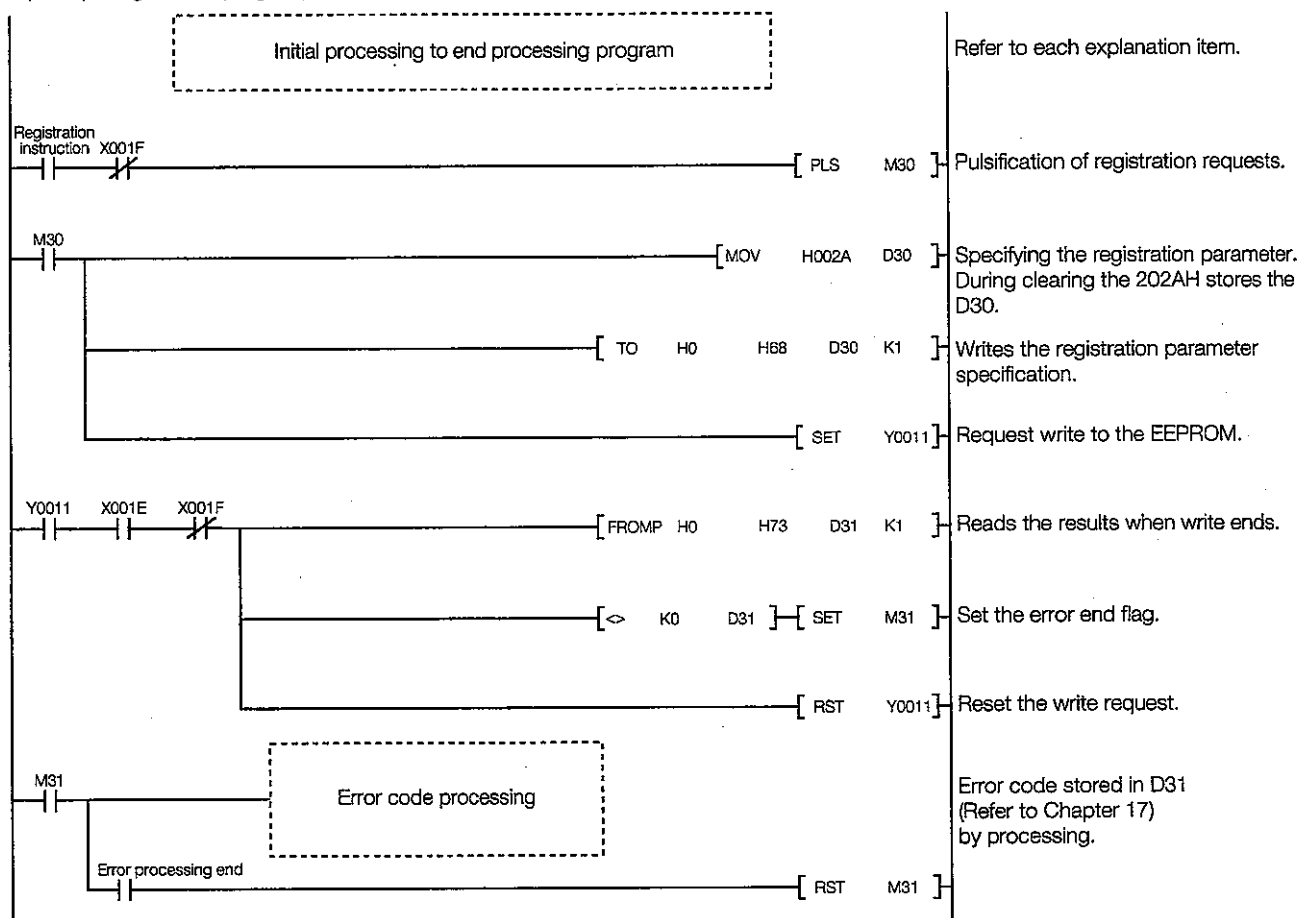 Initial processing to end processing program
Refer to each explanation item.
Registration
instruction X001F
[ PLS M30 ]
Pulsification of registration requests.
M30
[ MOV H002A D30 ]
Specifying the registration parameter.
During clearing the 202AH stores the
D30.
[ TO H0 H68 D30 K1 ]
Writes the registration parameter
specification.
[ SET Y0011 ]
Request write to the EEPROM.
Y0011 X001E X001F
[ FROMP H0 H73 D31 K1 ]
Reads the results when write ends.
[ <> K0 D31 ] [ SET M31 ]
Set the error end flag.
[ RST Y0011 ]
Reset the write request.
M31
Error code processing
Error code stored in D31
(Refer to Chapter 17)
by processing.
Error processing end
[ RST M31 ]